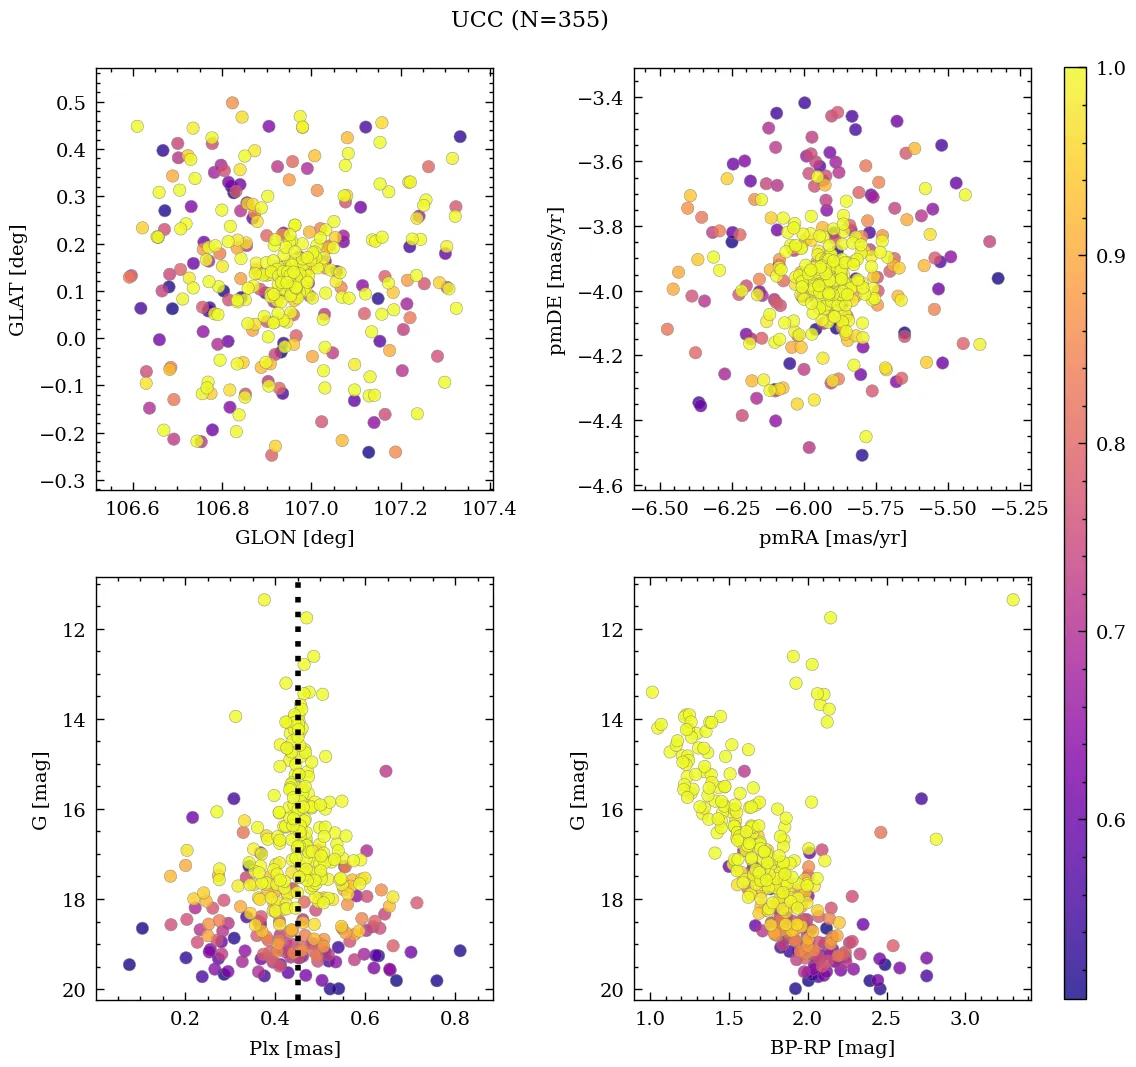 UCC (N=355)
0.5
0.4
0.3
0.2
0.1
0.0
−0.1
−0.2
−0.3
GLAT [deg]
106.6 106.8 107.0 107.2 107.4
GLON [deg]
−3.4
−3.6
−3.8
−4.0
−4.2
−4.4
−4.6
pmDE [mas/yr]
−6.50 −6.25 −6.00 −5.75 −5.50 −5.25
pmRA [mas/yr]
12
14
16
18
20
G [mag]
0.2 0.4 0.6 0.8
Plx [mas]
12
14
16
18
20
G [mag]
1.0 1.5 2.0 2.5 3.0
BP-RP [mag]
1.0
0.9
0.8
0.7
0.6